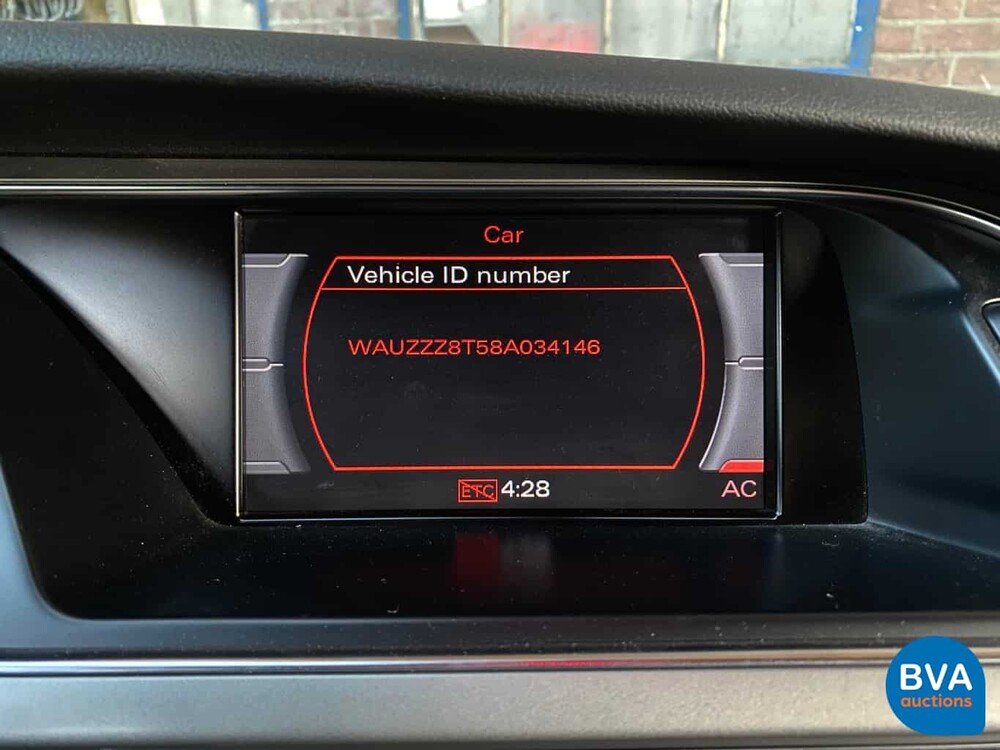 Car
Vehicle ID number
WAUZZZ8T58A034146
ETC 4:28
AC
BVA
auctions